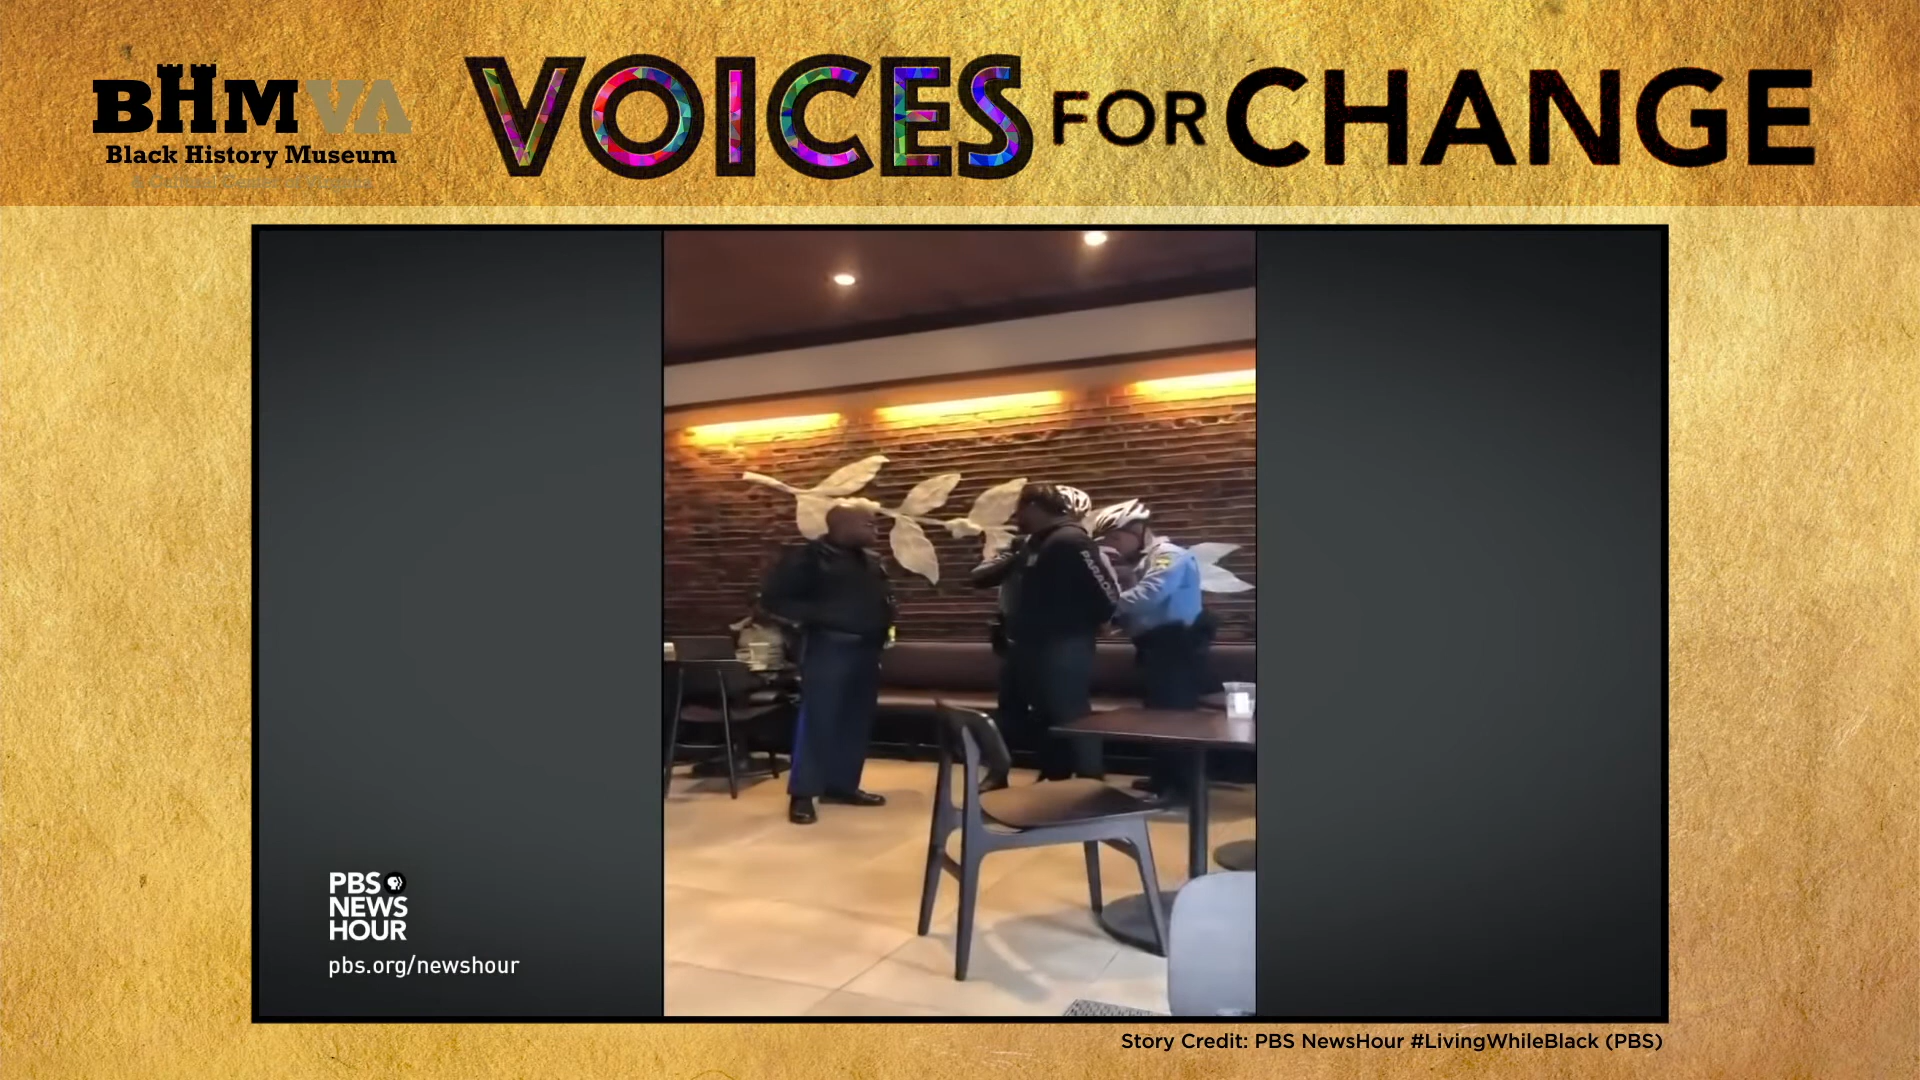 BHMVA
Black History Museum
VOICES FOR CHANGE
PBS
NEWS
HOUR
pbs.org/newshour
Story Credit: PBS NewsHour #LivingWhileBlack (PBS)